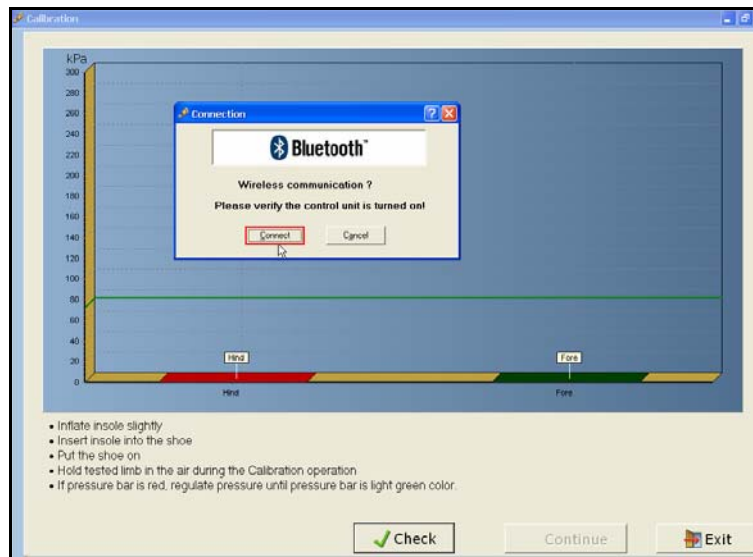 Calibration
kPa
300
280
260
240
220
200
180
160
140
120
100
80
60
40
20
0
Connection
Bluetooth™
Wireless communication ?
Please verify the control unit is turned on!
Connect
Cancel
Hind
Fore
Hind
Fore
• Inflate insole slightly
• Insert insole into the shoe
• Put the shoe on
• Hold tested limb in the air during the Calibration operation
• If pressure bar is red, regulate pressure until pressure bar is light green color.
Check
Continue
Exit